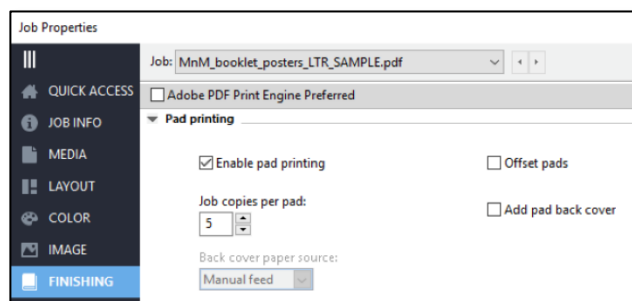 Job Properties
Job: MnM_booklet_posters_LTR_SAMPLE.pdf
QUICK ACCESS
Adobe PDF Print Engine Preferred
JOB INFO
Pad printing
MEDIA
Enable pad printing
Offset pads
LAYOUT
Job copies per pad:
Add pad back cover
COLOR
5
IMAGE
Back cover paper source:
FINISHING
Manual feed